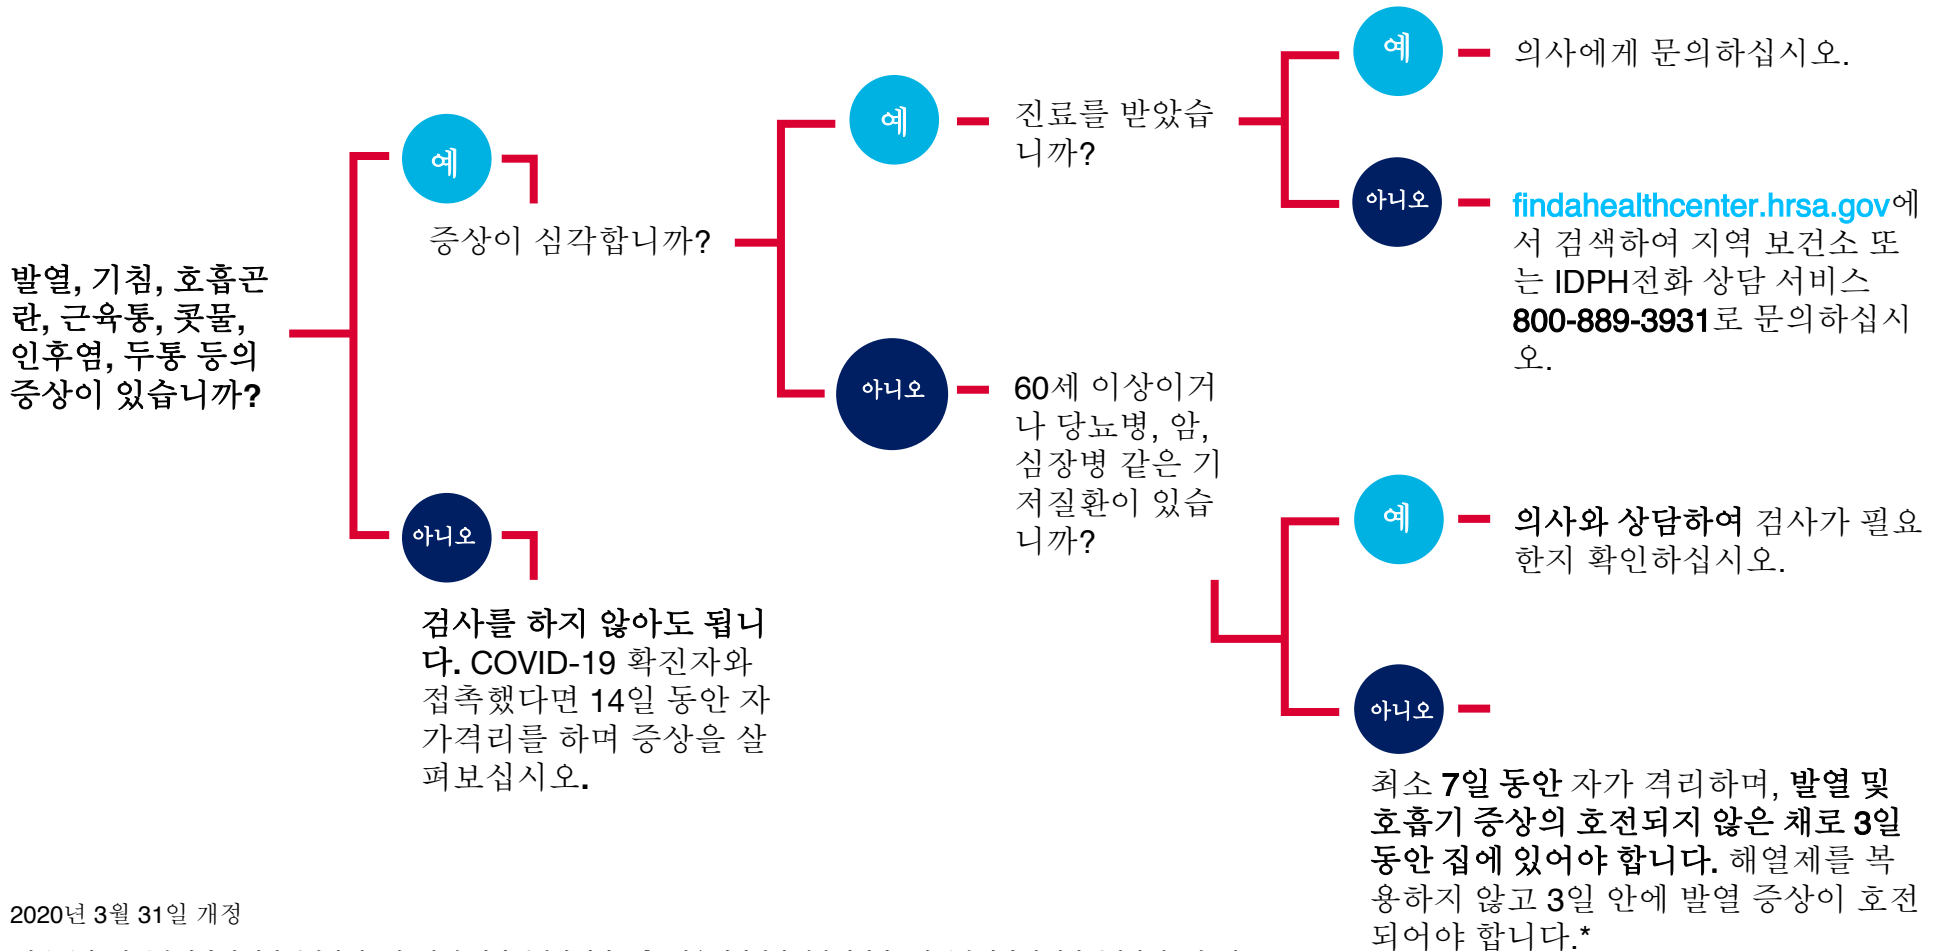 발열, 기침, 호흡곤
란, 근육통, 콧물,
인후염, 두통 등의
증상이 있습니까?
예
증상이 심각합니까?
예
진료를 받았습
니까?
예
의사에게 문의하십시오.
아니오
findahealthcenter.hrsa.gov에
서 검색하여 지역 보건소 또
는 IDPH전화 상담 서비스
800-889-3931로 문의하십시
오.
아니오
60세 이상이거
나 당뇨병, 암,
심장병 같은 기
저질환이 있습
니까?
예
의사와 상담하여 검사가 필요
한지 확인하십시오.
아니오
최소 7일 동안 자가 격리하며, 발열 및
호흡기 증상의 호전되지 않은 채로 3일
동안 집에 있어야 합니다. 해열제를 복
용하지 않고 3일 안에 발열 증상이 호전
되어야 합니다.*
아니오
검사를 하지 않아도 됩니
다. COVID-19 확진자와
접촉했다면 14일 동안 자
가격리를 하며 증상을 살
펴보십시오.
2020년 3월 31일 개정